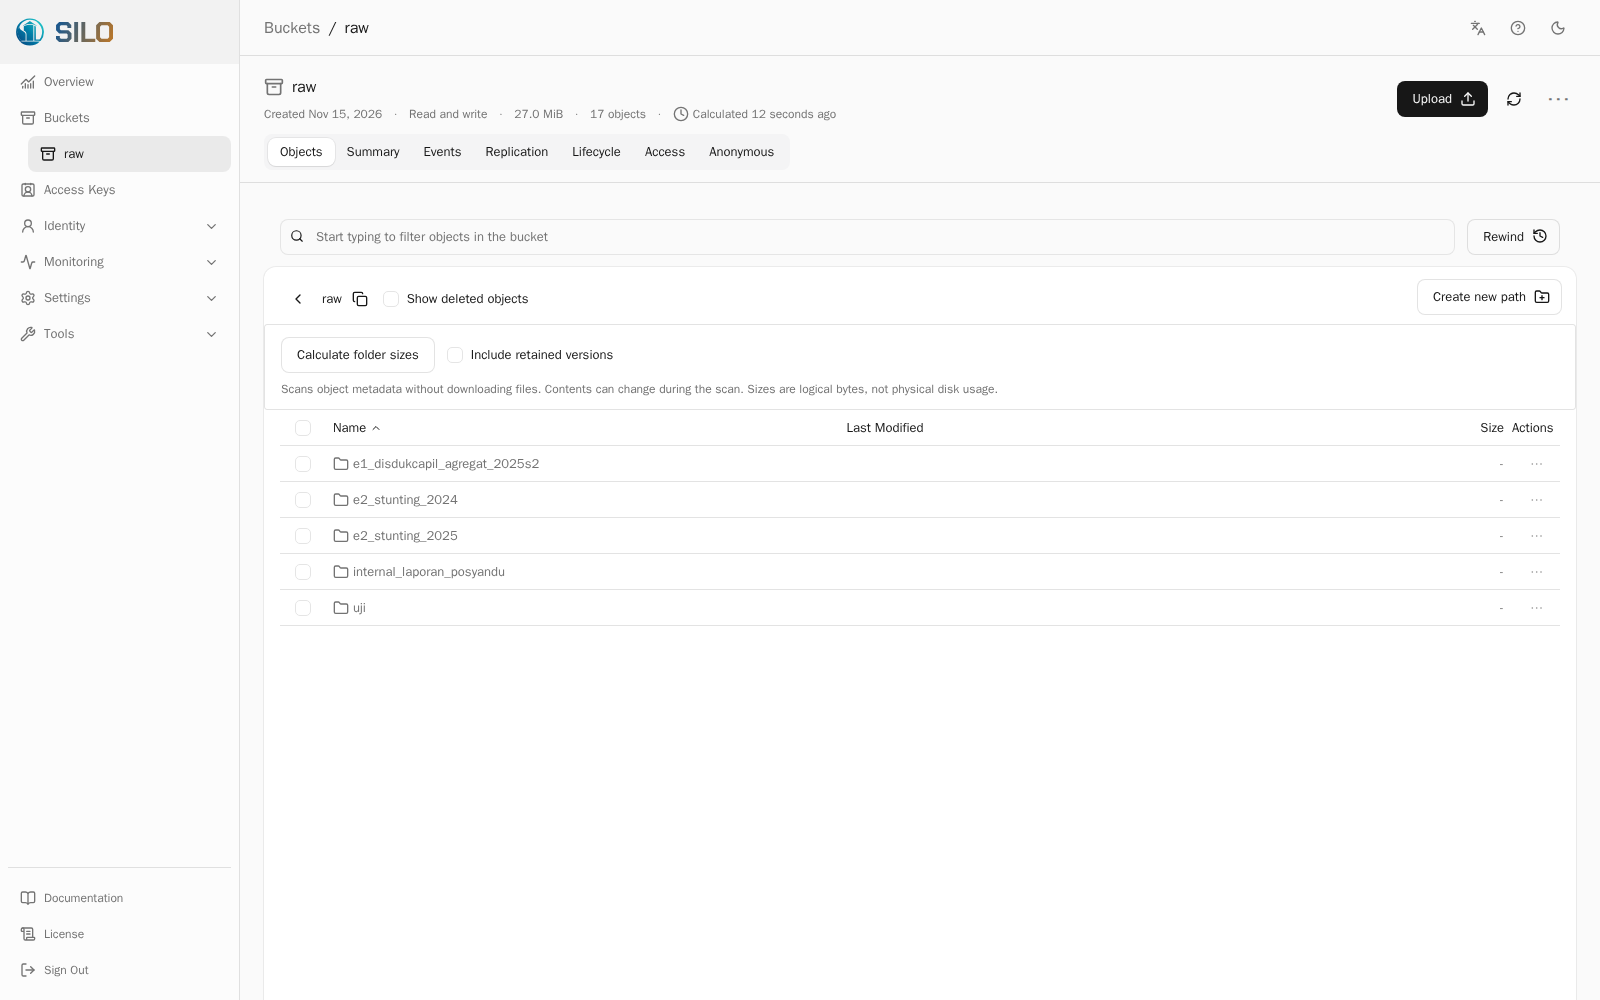 SILO
Overview
Buckets
raw
Access Keys
Identity
Monitoring
Settings
Tools
Documentation
License
Sign Out
Buckets / raw
raw
Created Nov 15, 2026 · Read and write · 27.0 MiB · 17 objects · Calculated 12 seconds ago
Upload
Objects Summary Events Replication Lifecycle Access Anonymous
Start typing to filter objects in the bucket
Rewind
raw Show deleted objects
Create new path
Calculate folder sizes Include retained versions
Scans object metadata without downloading files. Contents can change during the scan. Sizes are logical bytes, not physical disk usage.
Name Last Modified Size Actions
e1_disdukcapil_agregat_2025s2 - ···
e2_stunting_2024 - ···
e2_stunting_2025 - ···
internal_laporan_posyandu - ···
uji - ···